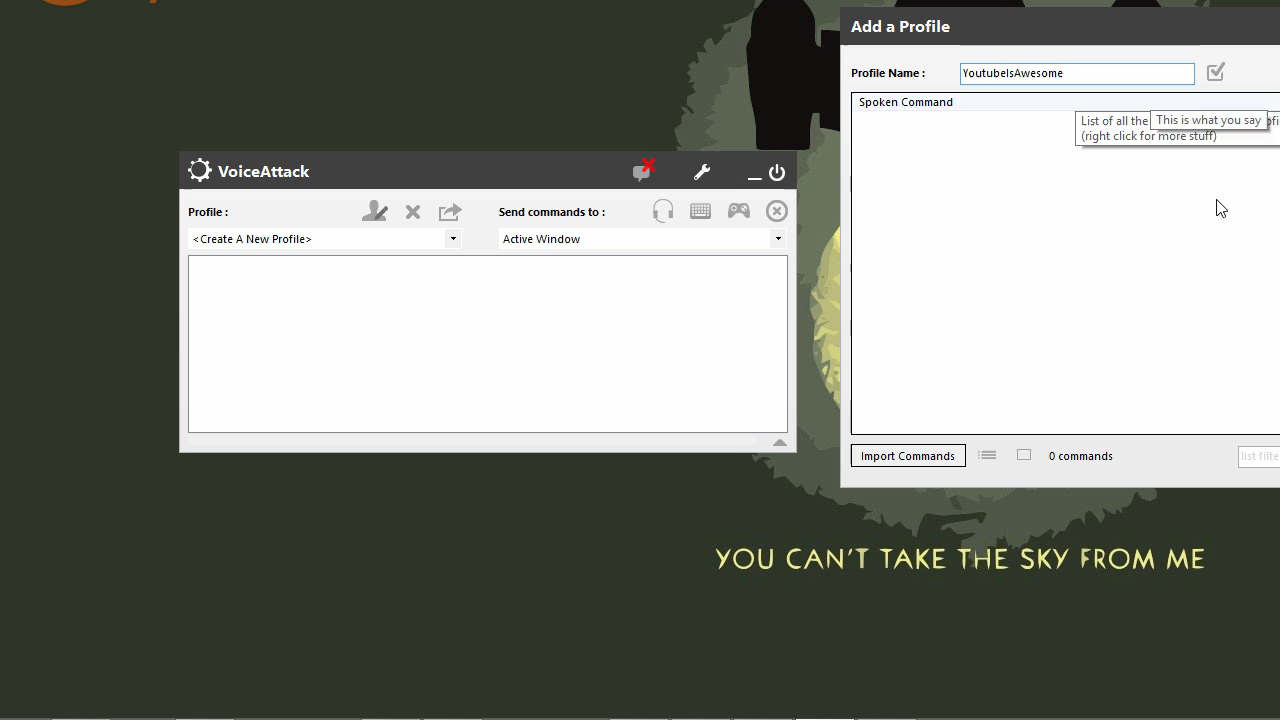 Add a Profile
Profile Name :
YoutubeIsAwesome
Spoken Command
List of all the
This is what you say
(right click for more stuff)
VoiceAttack
Profile :
Send commands to :
<Create A New Profile>
Active Window
Import Commands
0 commands
list filte
YOU CAN'T TAKE THE SKY FROM ME